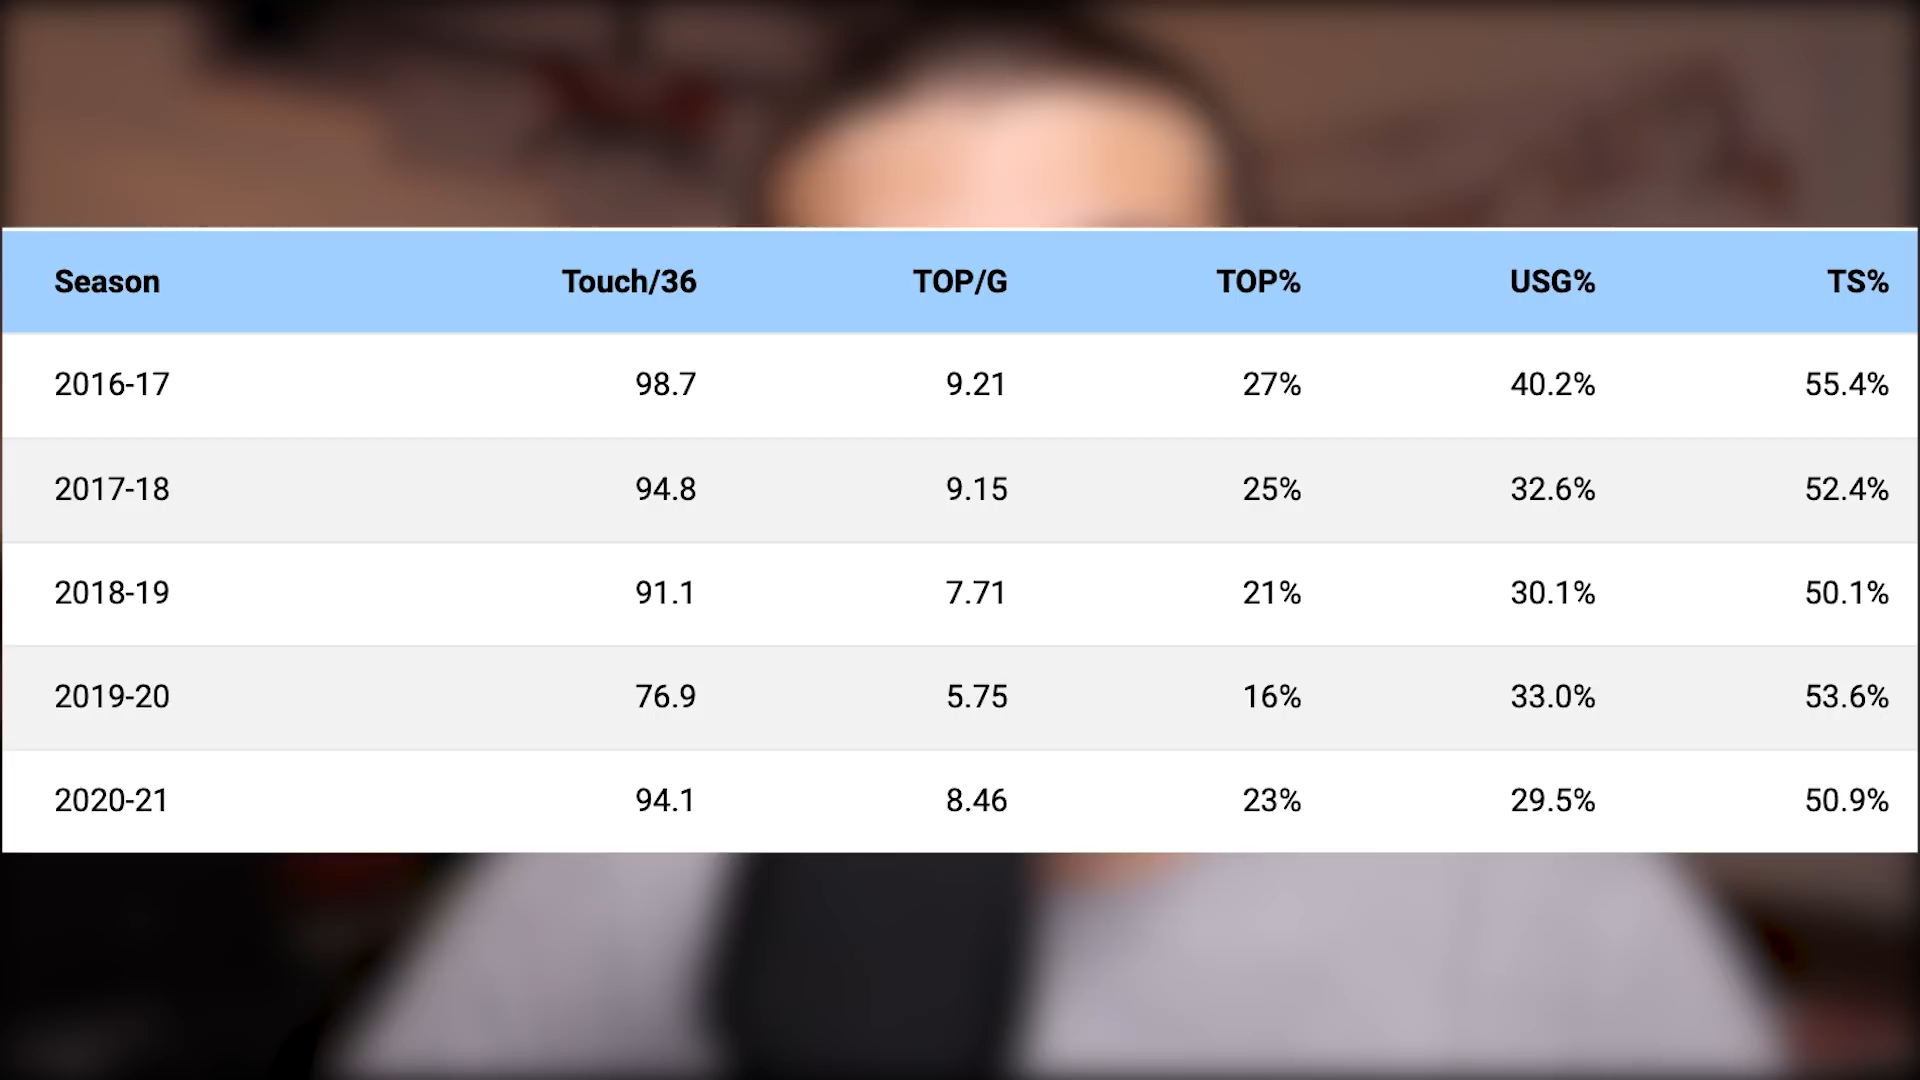 Season Touch/36 TOP/G TOP% USG% TS%
2016-17 98.7 9.21 27% 40.2% 55.4%
2017-18 94.8 9.15 25% 32.6% 52.4%
2018-19 91.1 7.71 21% 30.1% 50.1%
2019-20 76.9 5.75 16% 33.0% 53.6%
2020-21 94.1 8.46 23% 29.5% 50.9%